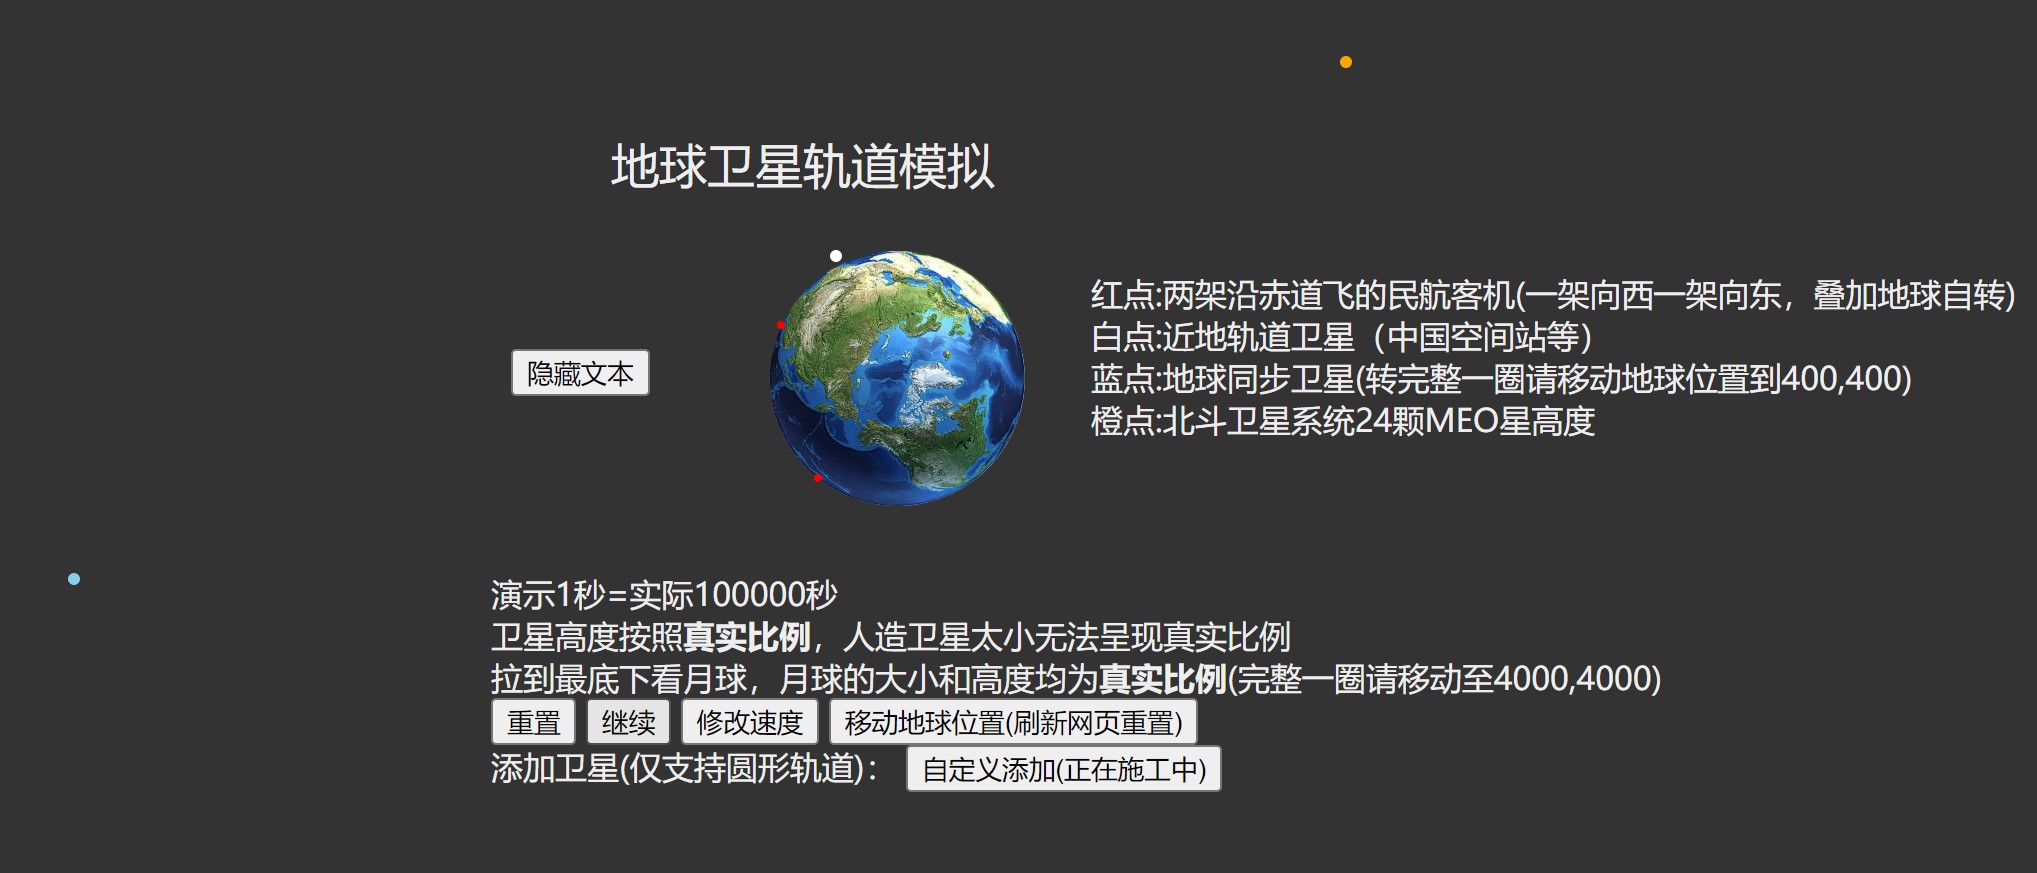 地球卫星轨道模拟
红点:两架沿赤道飞的民航客机(一架向西一架向东，叠加地球自转)
白点:近地轨道卫星（中国空间站等）
隐藏文本
蓝点:地球同步卫星(转完整一圈请移动地球位置到400,400)
橙点:北斗卫星系统24颗MEO星高度
演示1秒=实际100000秒
卫星高度按照真实比例，人造卫星太小无法呈现真实比例
拉到最底下看月球，月球的大小和高度均为真实比例(完整一圈请移动至4000,4000)
重置 继续 修改速度 移动地球位置(刷新网页重置)
添加卫星(仅支持圆形轨道)： 自定义添加(正在施工中)